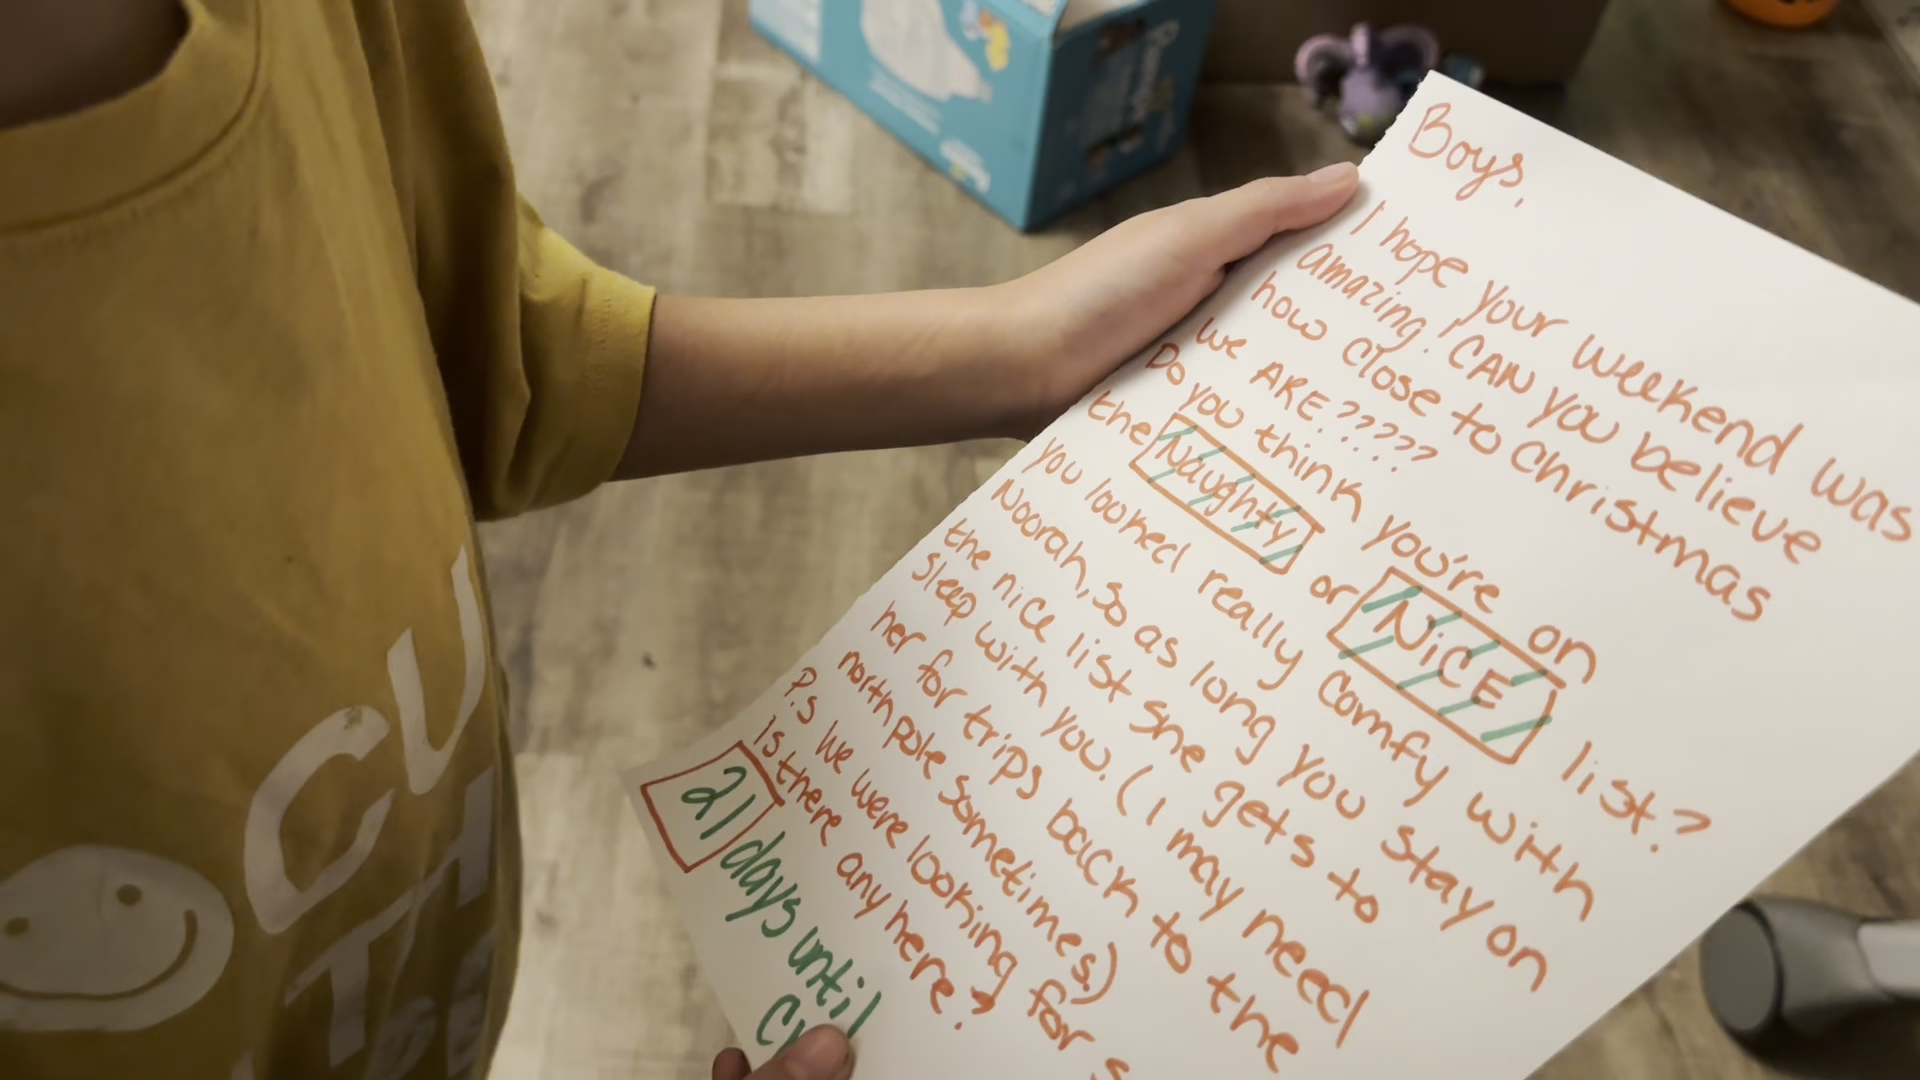 Boys,
I hope your weekend was
amazing! CAN you believe
how close to christmas
we ARE?????
Do you think you're on
the Naughty or NiCE list?
you looked really comfy with
Noorah, so as long you stay on
the nice list she gets to
sleep with you. (I may need
her for trips back to the
north pole sometimes)
P.S we were looking for
Is there any here?
21 days until
CU